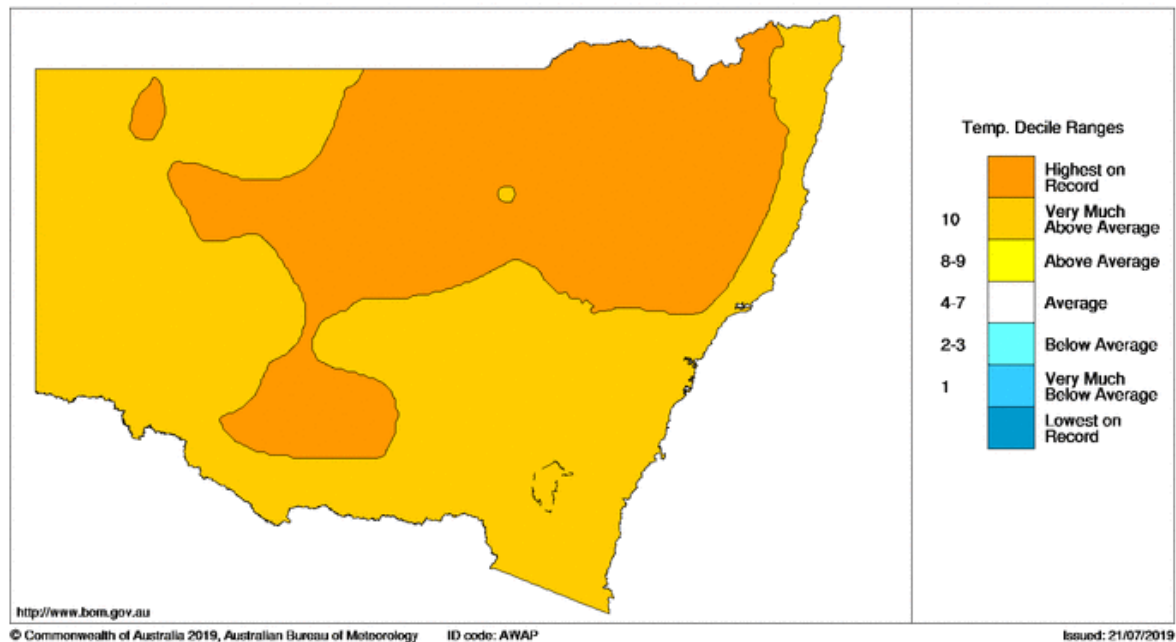 Temp. Decile Ranges
Highest on
Record
10
Very Much
Above Average
8-9
Above Average
4-7
Average
2-3
Below Average
1
Very Much
Below Average
Lowest on
Record
http://www.bom.gov.au
© Commonwealth of Australia 2019, Australian Bureau of Meteorology
ID code: AWAP
Issued: 21/07/2019